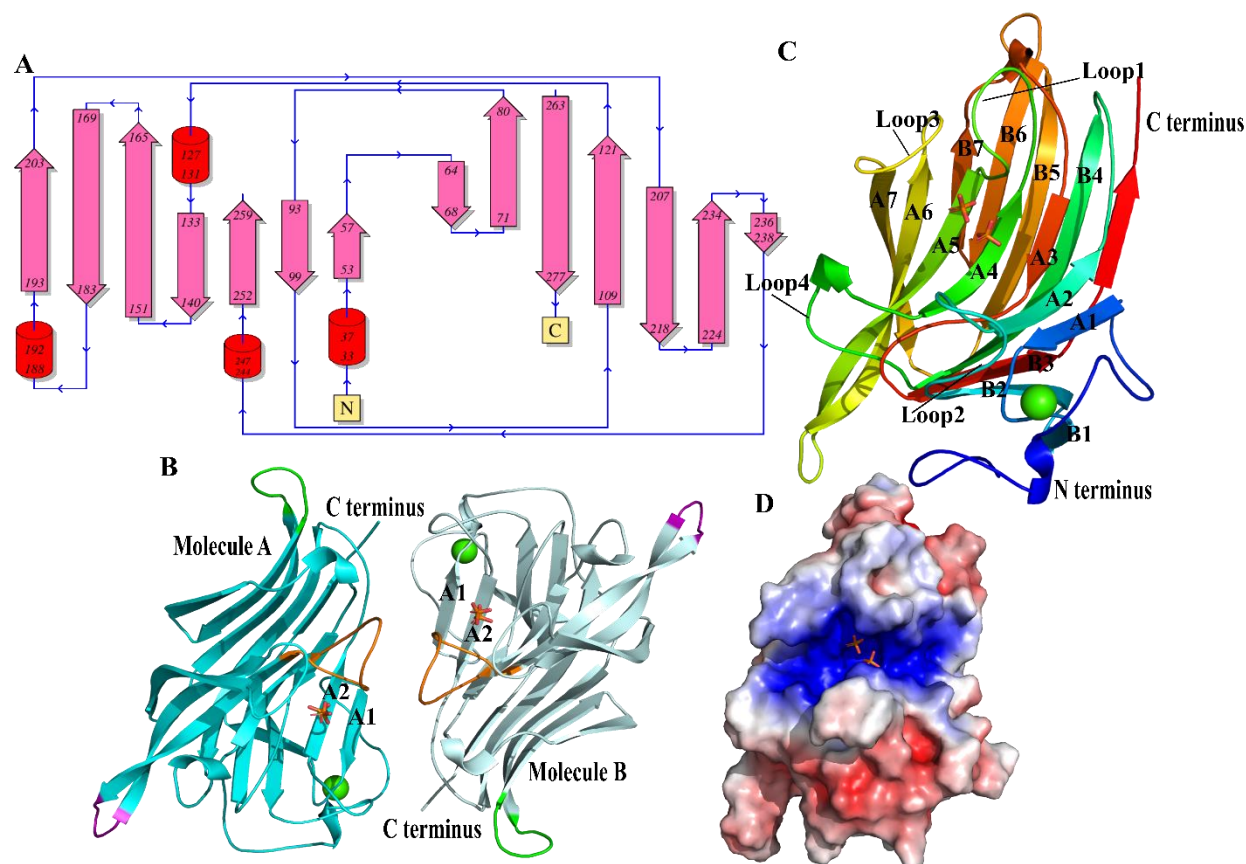 A
203
193
192
188
169
183
165
151
127
131
133
140
259
252
247
244
93
99
57
53
37
33
N
64
68
80
71
263
277
C
121
109
207
218
234
224
236
238
C
Loop1
C terminus
Loop3
B7
B6
B5
B4
A7
A6
A5
A4
A3
A2
A1
Loop4
B3
B2
Loop2
B1
N terminus
B
C terminus
Molecule A
A2
A1
A1
A2
Molecule B
C terminus
D